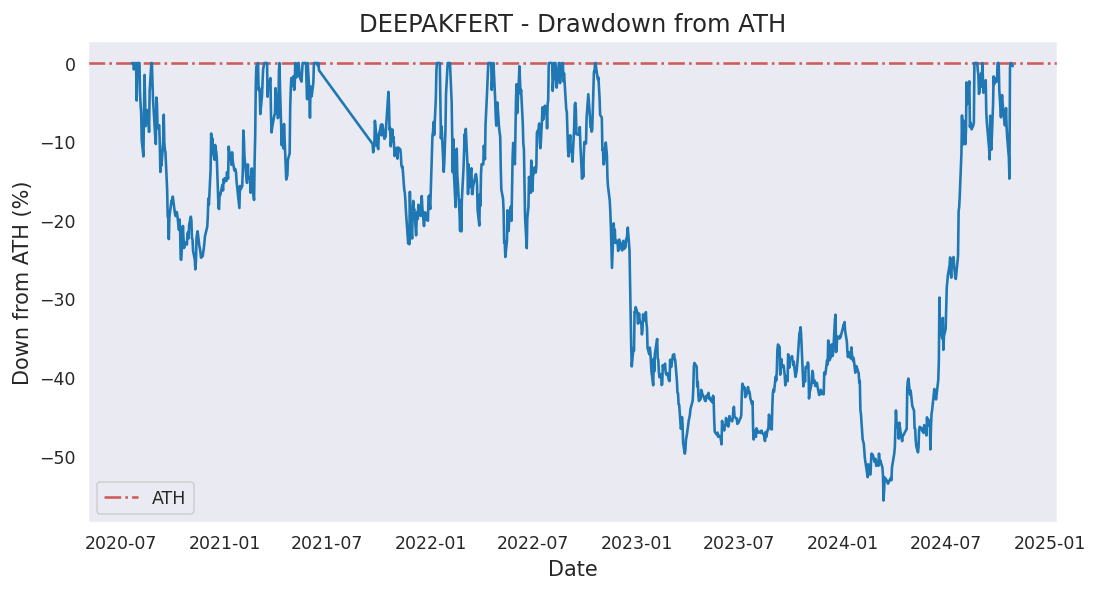 DEEPAKFERT - Drawdown from ATH
Down from ATH (%)
0
−10
−20
−30
−40
−50
ATH
2020-07 2021-01 2021-07 2022-01 2022-07 2023-01 2023-07 2024-01 2024-07 2025-01
Date